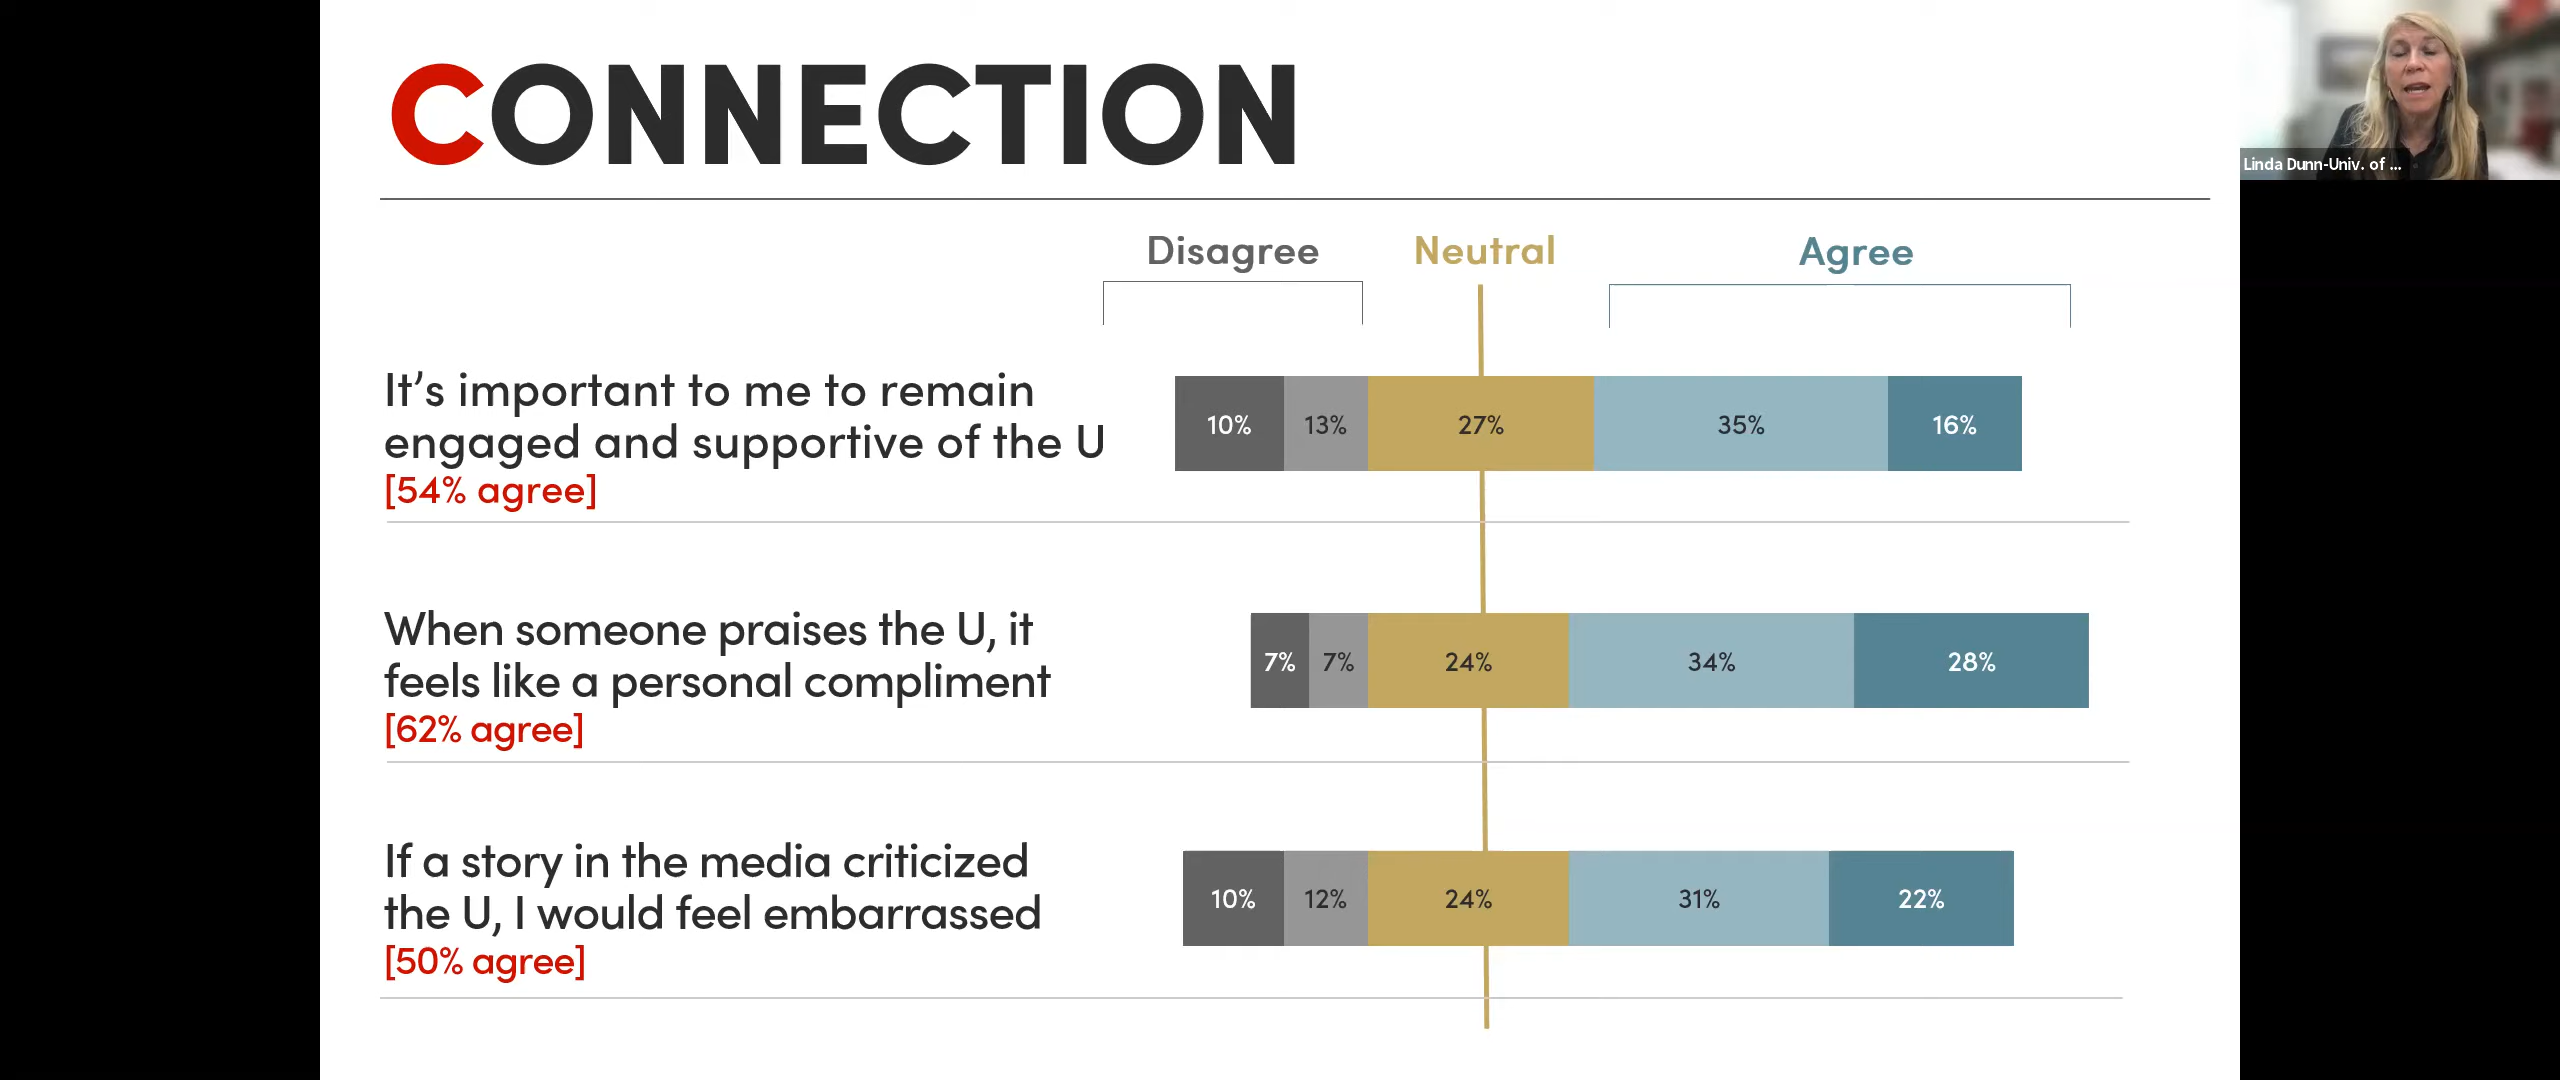 CONNECTION
Linda Dunn-Univ. of ...
Disagree Neutral Agree
It's important to me to remain
engaged and supportive of the U
[54% agree]
10% 13% 27% 35% 16%
When someone praises the U, it
feels like a personal compliment
[62% agree]
7% 7% 24% 34% 28%
If a story in the media criticized
the U, I would feel embarrassed
[50% agree]
10% 12% 24% 31% 22%